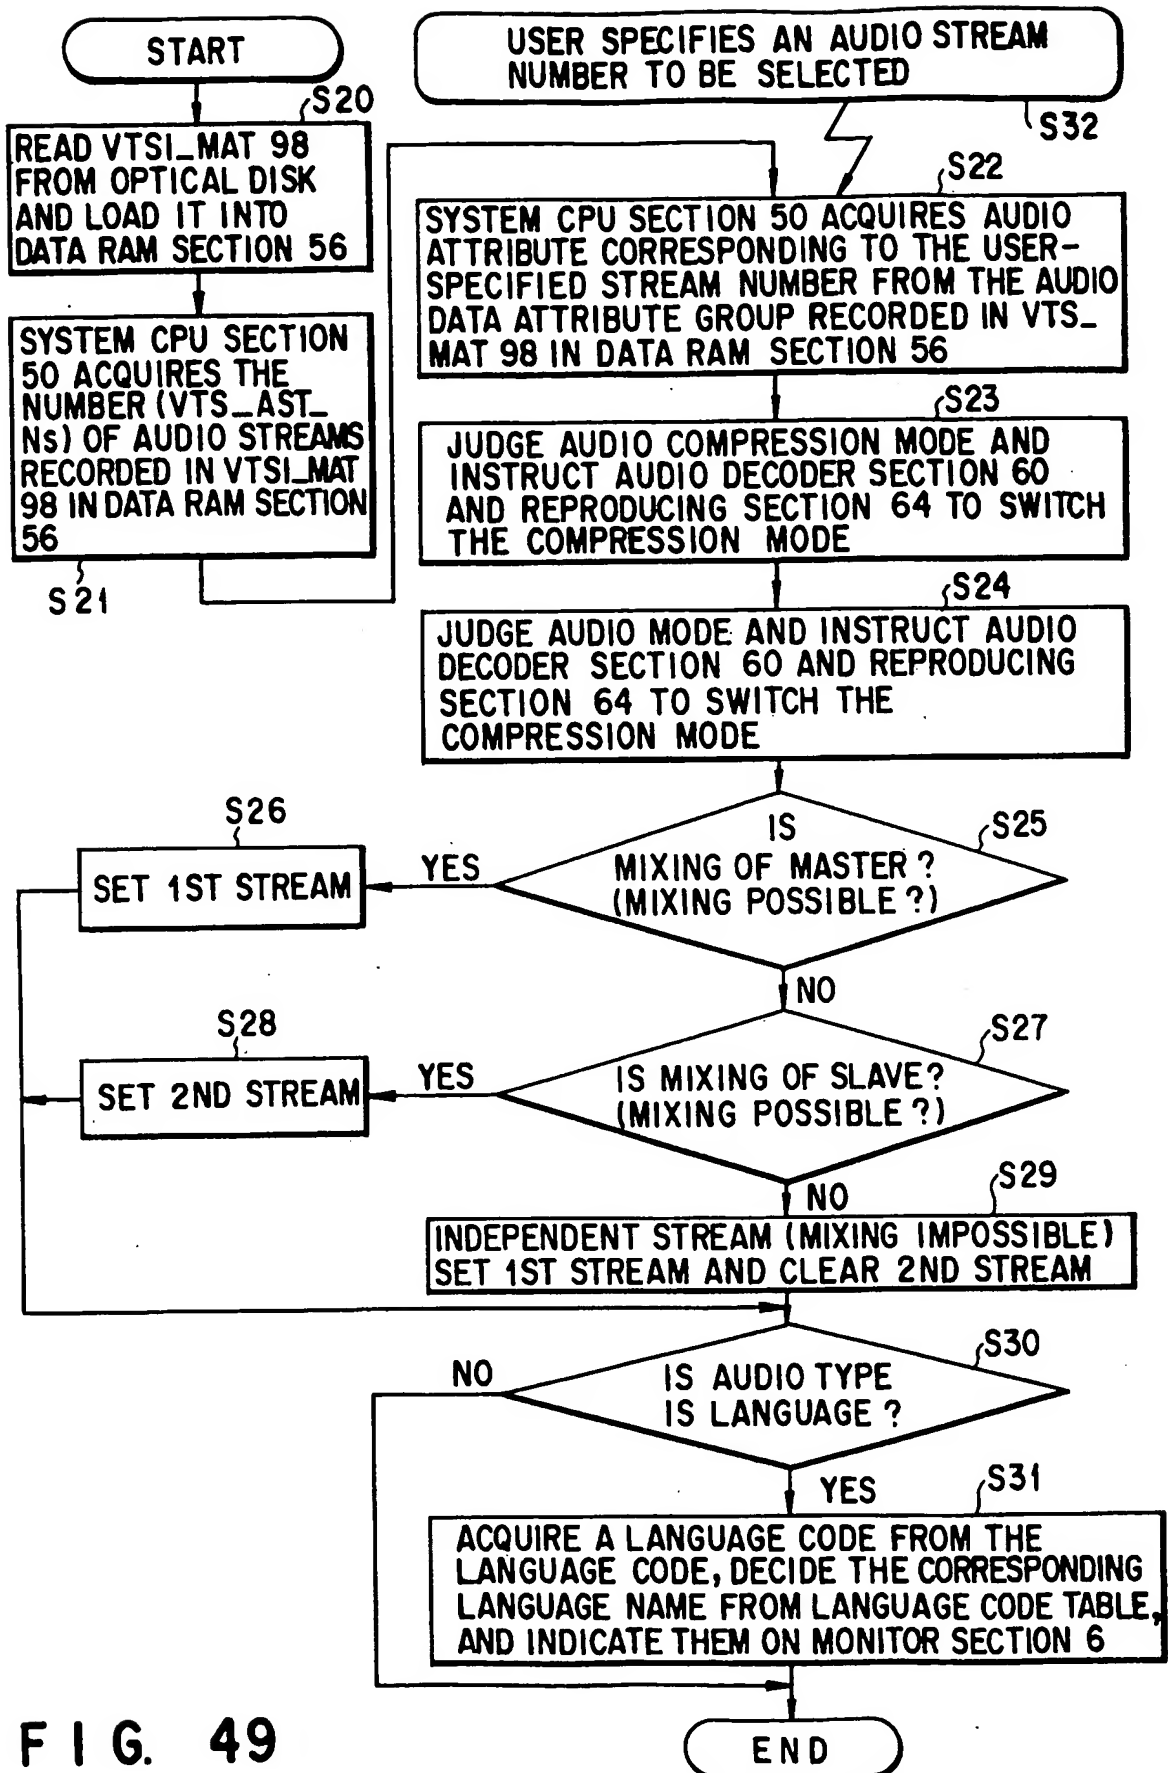 START
S20
READ VTSI_MAT 98
FROM OPTICAL DISK
AND LOAD IT INTO
DATA RAM SECTION 56
SYSTEM CPU SECTION
50 ACQUIRES THE
NUMBER (VTS_AST_
Ns) OF AUDIO STREAMS
RECORDED IN VTSI_MAT
98 IN DATA RAM SECTION
56
S21
USER SPECIFIES AN AUDIO STREAM
NUMBER TO BE SELECTED
S32
S22
SYSTEM CPU SECTION 50 ACQUIRES AUDIO
ATTRIBUTE CORRESPONDING TO THE USER-
SPECIFIED STREAM NUMBER FROM THE AUDIO
DATA ATTRIBUTE GROUP RECORDED IN VTS_
MAT 98 IN DATA RAM SECTION 56
S23
JUDGE AUDIO COMPRESSION MODE AND
INSTRUCT AUDIO DECODER SECTION 60
AND REPRODUCING SECTION 64 TO SWITCH
THE COMPRESSION MODE
S24
JUDGE AUDIO MODE AND INSTRUCT AUDIO
DECODER SECTION 60 AND REPRODUCING
SECTION 64 TO SWITCH THE
COMPRESSION MODE
S25
IS
MIXING OF MASTER ?
(MIXING POSSIBLE ?)
YES
S26
SET 1ST STREAM
NO
S27
IS MIXING OF SLAVE?
(MIXING POSSIBLE ?)
YES
S28
SET 2ND STREAM
NO
S29
INDEPENDENT STREAM (MIXING IMPOSSIBLE)
SET 1ST STREAM AND CLEAR 2ND STREAM
S30
IS AUDIO TYPE
IS LANGUAGE ?
NO
YES
S31
ACQUIRE A LANGUAGE CODE FROM THE
LANGUAGE CODE, DECIDE THE CORRESPONDING
LANGUAGE NAME FROM LANGUAGE CODE TABLE,
AND INDICATE THEM ON MONITOR SECTION 6
END
FIG. 49